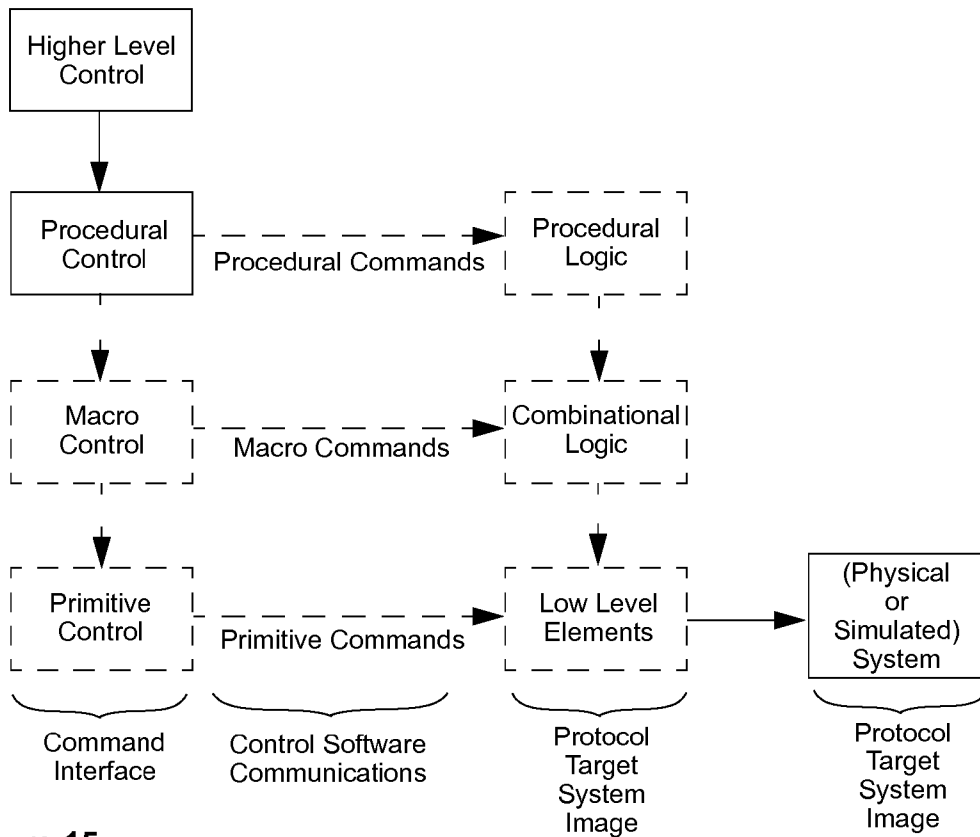 Higher Level
Control
Procedural
Control
Procedural Commands
Procedural
Logic
Macro
Control
Macro Commands
Combinational
Logic
Primitive
Control
Primitive Commands
Low Level
Elements
(Physical
or
Simulated)
System
Command
Interface
Control Software
Communications
Protocol
Target
System
Image
Protocol
Target
System
Image
15